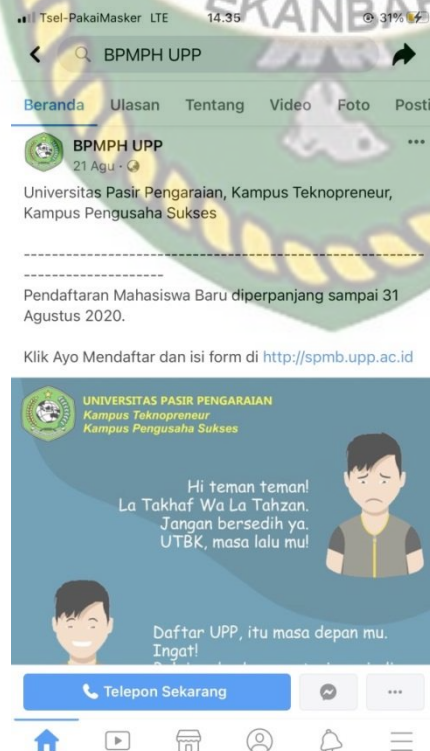 Tsel-PakaiMasker LTE 14.35 31%
BPMPH UPP
Beranda Ulasan Tentang Video Foto Posti
BPMPH UPP
21 Agu ·
Universitas Pasir Pengaraian, Kampus Teknopreneur,
Kampus Pengusaha Sukses
----------------------------------------------------------
--------------------
Pendaftaran Mahasiswa Baru diperpanjang sampai 31
Agustus 2020.
Klik Ayo Mendaftar dan isi form di http://spmb.upp.ac.id
UNIVERSITAS PASIR PENGARAIAN
Kampus Teknopreneur
Kampus Pengusaha Sukses
Hi teman teman!
La Takhaf Wa La Tahzan.
Jangan bersedih ya.
UTBK, masa lalu mu!
Daftar UPP, itu masa depan mu.
Ingat!
Telepon Sekarang